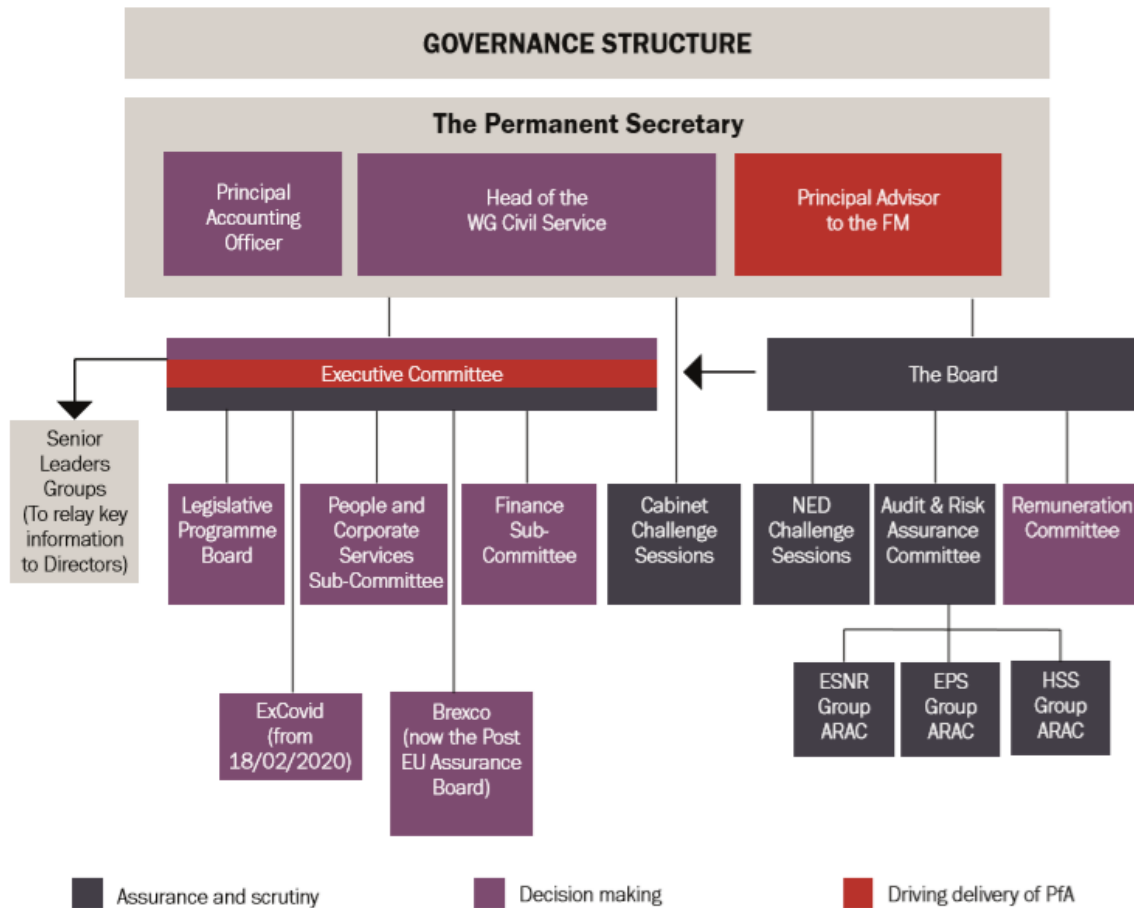 GOVERNANCE STRUCTURE
The Permanent Secretary
Principal
Accounting
Officer
Head of the
WG Civil Service
Principal Advisor
to the FM
Executive Committee
The Board
Senior
Leaders
Groups
(To relay key
information
to Directors)
Legislative
Programme
Board
People and
Corporate
Services
Sub-Committee
Finance
Sub-
Committee
Cabinet
Challenge
Sessions
NED
Challenge
Sessions
Audit & Risk
Assurance
Committee
Remuneration
Committee
ExCovid
(from
18/02/2020)
Brexco
(now the Post
EU Assurance
Board)
ESNR
Group
ARAC
EPS
Group
ARAC
HSS
Group
ARAC
Assurance and scrutiny
Decision making
Driving delivery of PfA